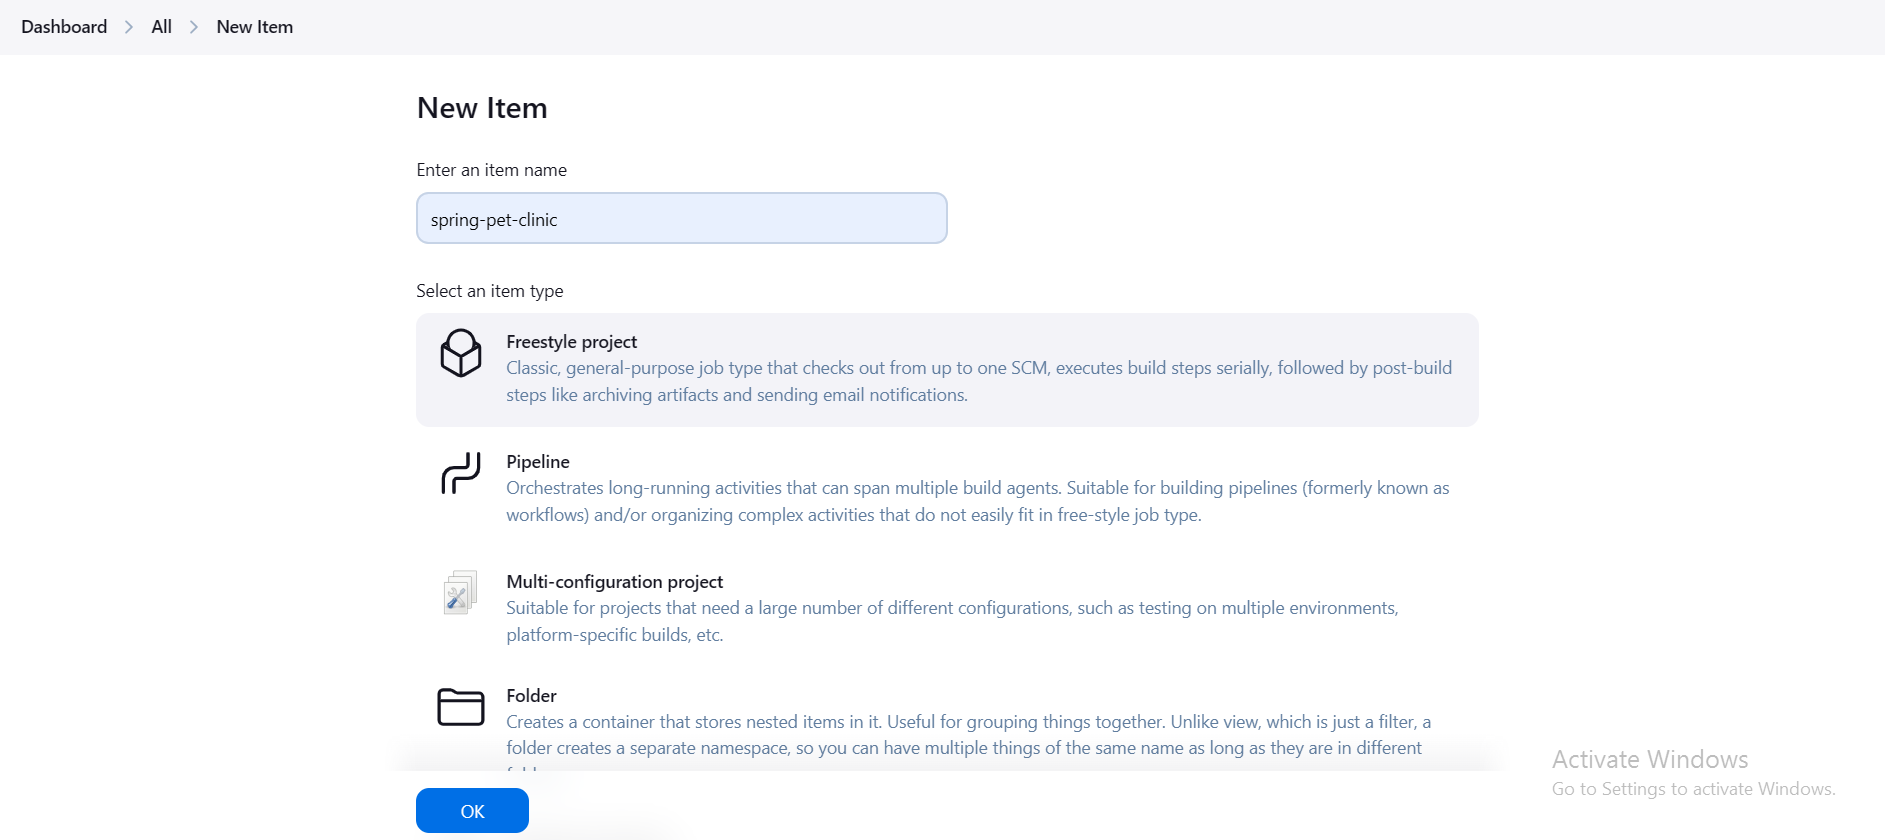 Dashboard > All > New Item
New Item
Enter an item name
spring-pet-clinic
Select an item type
Freestyle project
Classic, general-purpose job type that checks out from up to one SCM, executes build steps serially, followed by post-build
steps like archiving artifacts and sending email notifications.
Pipeline
Orchestrates long-running activities that can span multiple build agents. Suitable for building pipelines (formerly known as
workflows) and/or organizing complex activities that do not easily fit in free-style job type.
Multi-configuration project
Suitable for projects that need a large number of different configurations, such as testing on multiple environments,
platform-specific builds, etc.
Folder
Creates a container that stores nested items in it. Useful for grouping things together. Unlike view, which is just a filter, a
folder creates a separate namespace, so you can have multiple things of the same name as long as they are in different
OK
Activate Windows
Go to Settings to activate Windows.